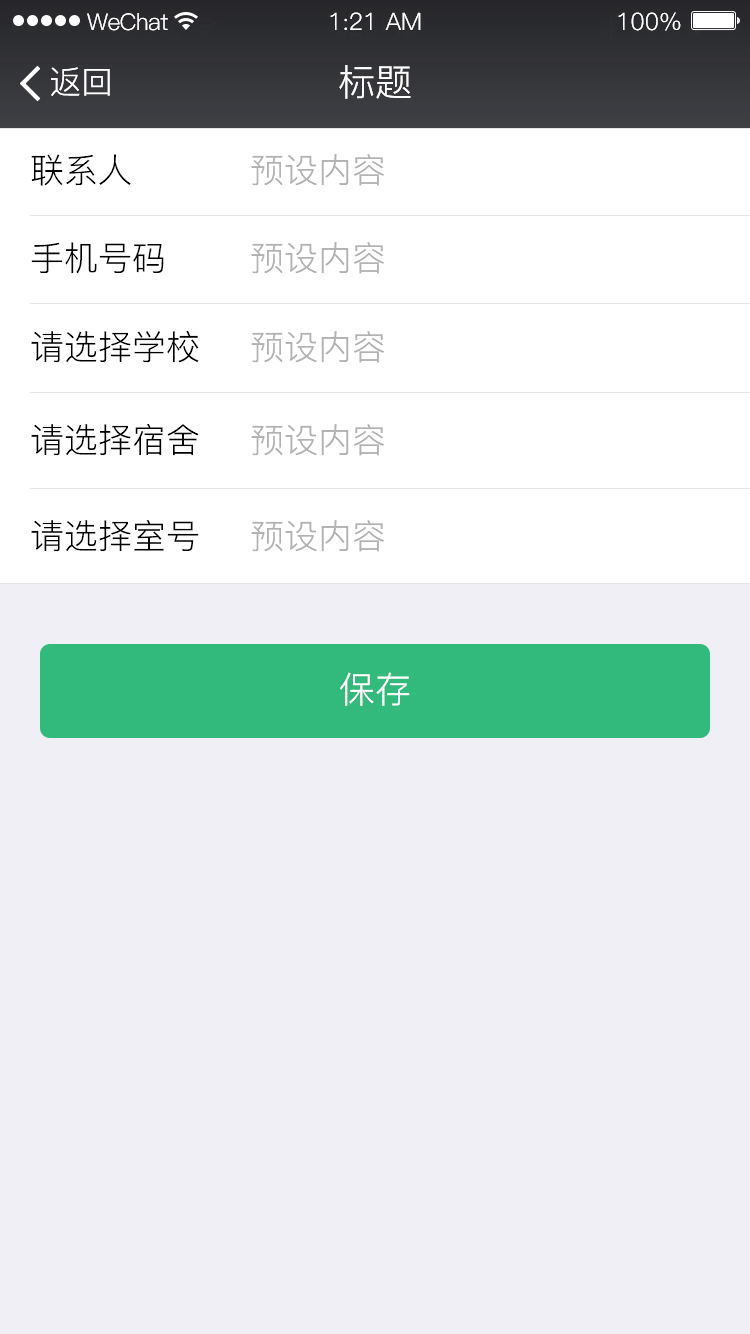 WeChat 1:21 AM 100%
返回 标题
联系人 预设内容
手机号码 预设内容
请选择学校 预设内容
请选择宿舍 预设内容
请选择室号 预设内容
保存